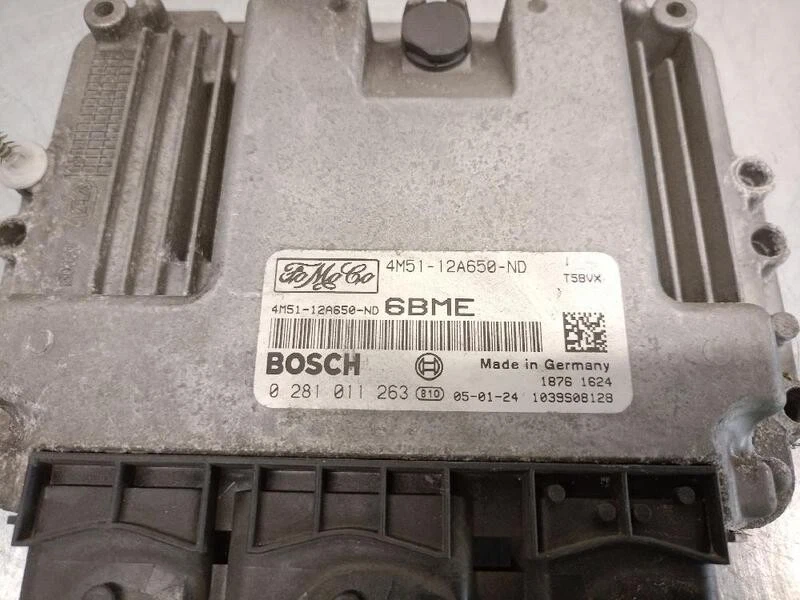 FoMoCo 4M51-12A650-ND
T5BVX
4M51-12A650-ND 6BME
BOSCH
Made in Germany
1876 1624
0 281 011 263 810 05-01-24 1039S08128